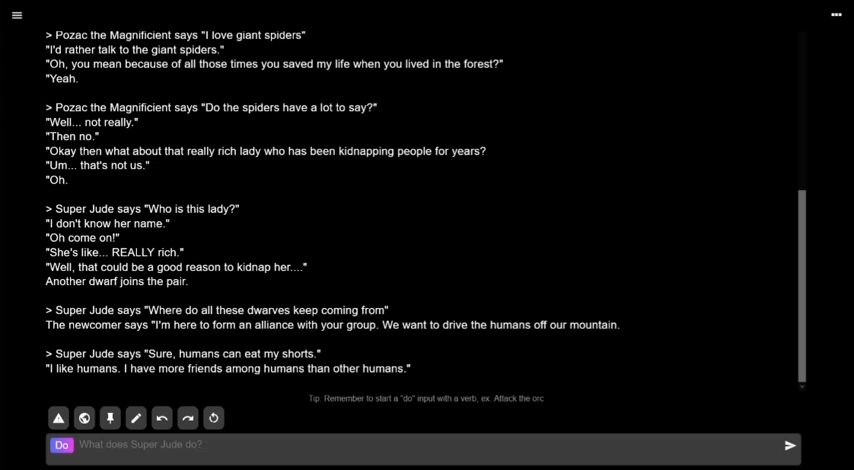 > Pozac the Magnificient says "I love giant spiders"
"I'd rather talk to the giant spiders."
"Oh, you mean because of all those times you saved my life when you lived in the forest?"
"Yeah.
> Pozac the Magnificient says "Do the spiders have a lot to say?"
"Well... not really."
"Then no."
"Okay then what about that really rich lady who has been kidnapping people for years?
"Um... that's not us."
"Oh.
> Super Jude says "Who is this lady?"
"I don't know her name."
"Oh come on!"
"She's like... REALLY rich."
"Well, that could be a good reason to kidnap her...."
Another dwarf joins the pair.
> Super Jude says "Where do all these dwarves keep coming from"
The newcomer says "I'm here to form an alliance with your group. We want to drive the humans off our mountain.
> Super Jude says "Sure, humans can eat my shorts."
"I like humans. I have more friends among humans than other humans."
Tip: Remember to start a "do" input with a verb, ex. Attack the orc
Do What does Super Jude do?